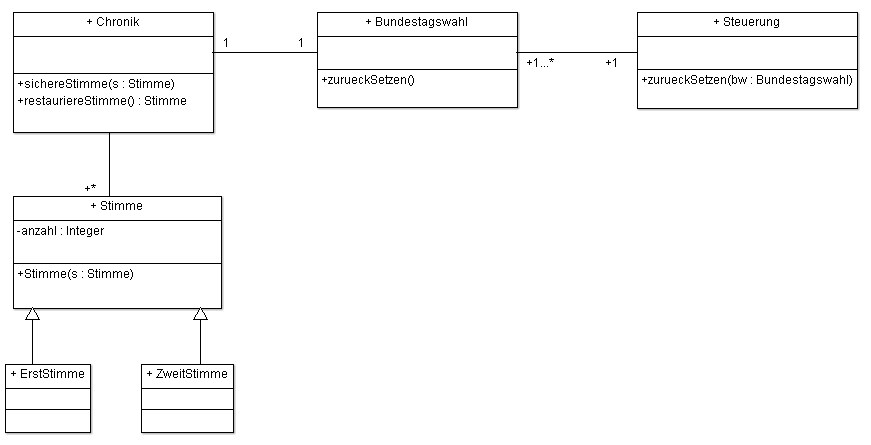 + Chronik
+sichereStimme(s : Stimme)
+restauriereStimme() : Stimme
1
1
+ Bundestagswahl
+zurueckSetzen()
+1...*
+1
+ Steuerung
+zurueckSetzen(bw : Bundestagswahl)
+*
+ Stimme
-anzahl : Integer
+Stimme(s : Stimme)
+ ErstStimme
+ ZweitStimme